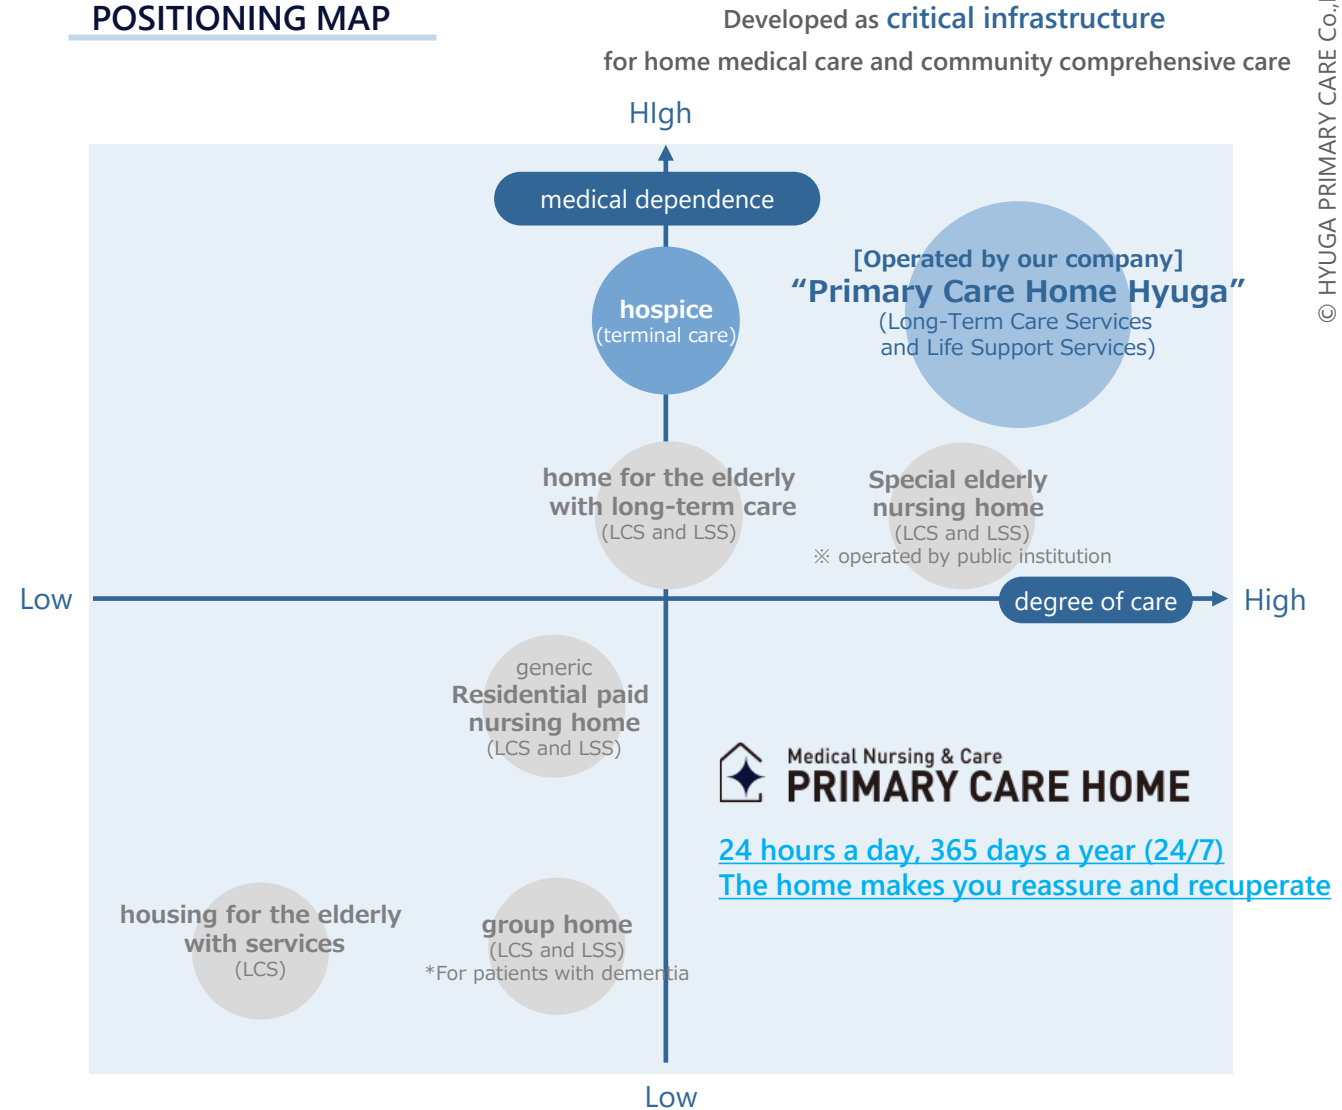 POSITIONING MAP
Developed as critical infrastructure
for home medical care and community comprehensive care
© HYUGA PRIMARY CARE Co.,
HIgh
medical dependence
[Operated by our company]
“Primary Care Home Hyuga”
(Long-Term Care Services
and Life Support Services)
hospice
(terminal care)
home for the elderly
with long-term care
(LCS and LSS)
Special elderly
nursing home
(LCS and LSS)
※ operated by public institution
Low
degree of care
High
generic
Residential paid
nursing home
(LCS and LSS)
Medical Nursing & Care
PRIMARY CARE HOME
24 hours a day, 365 days a year (24/7)
The home makes you reassure and recuperate
housing for the elderly
with services
(LCS)
group home
(LCS and LSS)
*For patients with dementia
Low